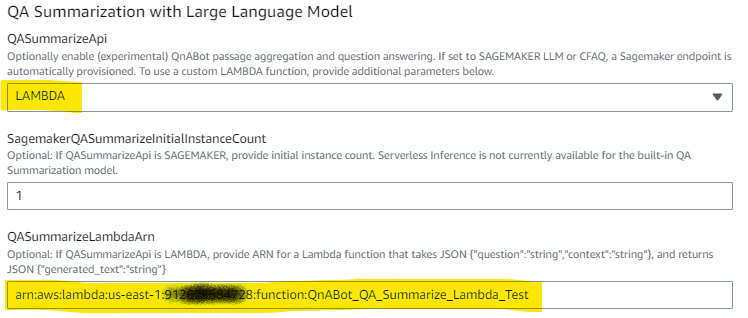 QA Summarization with Large Language Model
QASummarizeApi
Optionally enable (experimental) QnABot passage aggregation and question answering. If set to SAGEMAKER LLM or CFAQ, a Sagemaker endpoint is
automatically provisioned. To use a custom LAMBDA function, provide additional parameters below.
LAMBDA
SagemakerQASummarizeInitialInstanceCount
Optional: If QASummarizeApi is SAGEMAKER, provide initial instance count. Serverless Inference is not currently available for the built-in QA
Summarization model.
1
QASummarizeLambdaArn
Optional: If QASummarizeApi is LAMBDA, provide ARN for a Lambda function that takes JSON {"question":"string","context":"string"}, and returns
JSON {"generated_text":"string"}
arn:aws:lambda:us-east-1: :function:QnABot_QA_Summarize_Lambda_Test